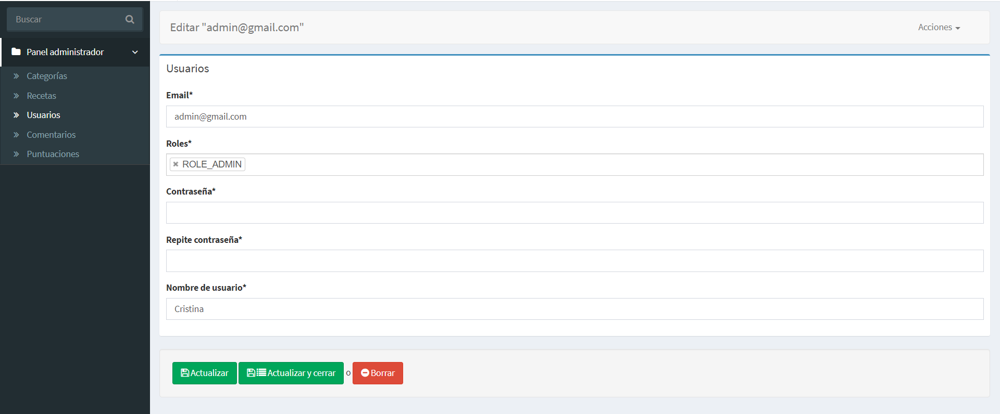 Buscar
Panel administrador
Categorías
Recetas
Usuarios
Comentarios
Puntuaciones
Editar "admin@gmail.com"
Acciones
Usuarios
Email*
admin@gmail.com
Roles*
ROLE_ADMIN
Contraseña*
Repite contraseña*
Nombre de usuario*
Cristina
Actualizar Actualizar y cerrar o Borrar